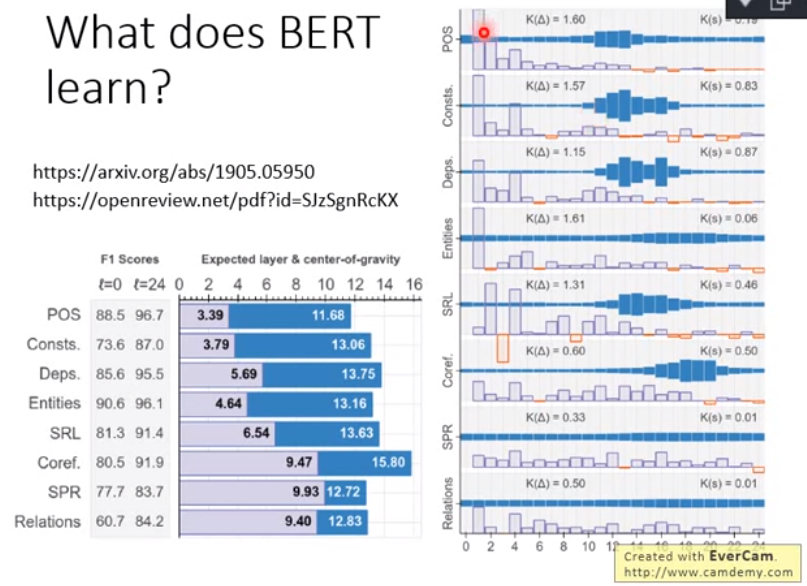 What does BERT
learn?
https://arxiv.org/abs/1905.05950
https://openreview.net/pdf?id=SJzSgnRcKX
F1 Scores Expected layer & center-of-gravity
ℓ=0 ℓ=24 0 2 4 6 8 10 12 14 16
POS 88.5 96.7 3.39 11.68
Consts. 73.6 87.0 3.79 13.06
Deps. 85.6 95.5 5.69 13.75
Entities 90.6 96.1 4.64 13.16
SRL 81.3 91.4 6.54 13.63
Coref. 80.5 91.9 9.47 15.80
SPR 77.7 83.7 9.93 12.72
Relations 60.7 84.2 9.40 12.83
POS K(Δ) = 1.60 K(s) = 0.19
Consts. K(Δ) = 1.57 K(s) = 0.83
Deps. K(Δ) = 1.15 K(s) = 0.87
Entities K(Δ) = 1.61 K(s) = 0.06
SRL K(Δ) = 1.31 K(s) = 0.46
Coref. K(Δ) = 0.60 K(s) = 0.50
SPR K(Δ) = 0.33 K(s) = 0.01
Relations K(Δ) = 0.50 K(s) = 0.01
0 2 4 6 8 10 12 14 16 18 20 22 24
Created with EverCam.
http://www.camdemy.com